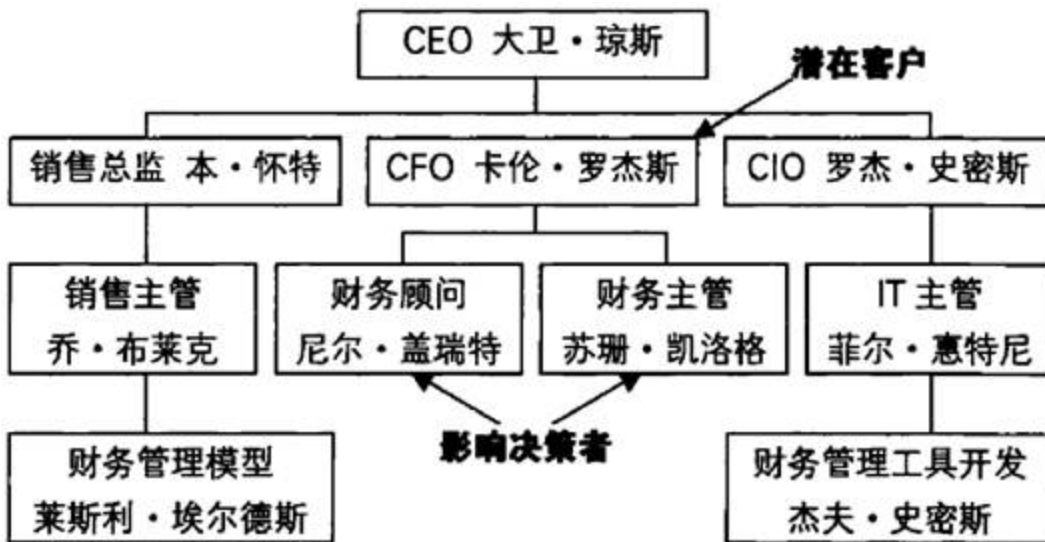 CEO 大卫·琼斯
潜在客户
销售总监 本·怀特
CFO 卡伦·罗杰斯
CIO 罗杰·史密斯
销售主管
乔·布莱克
财务顾问
尼尔·盖瑞特
财务主管
苏珊·凯洛格
IT 主管
菲尔·惠特尼
影响决策者
财务管理模型
莱斯利·埃尔德斯
财务管理工具开发
杰夫·史密斯